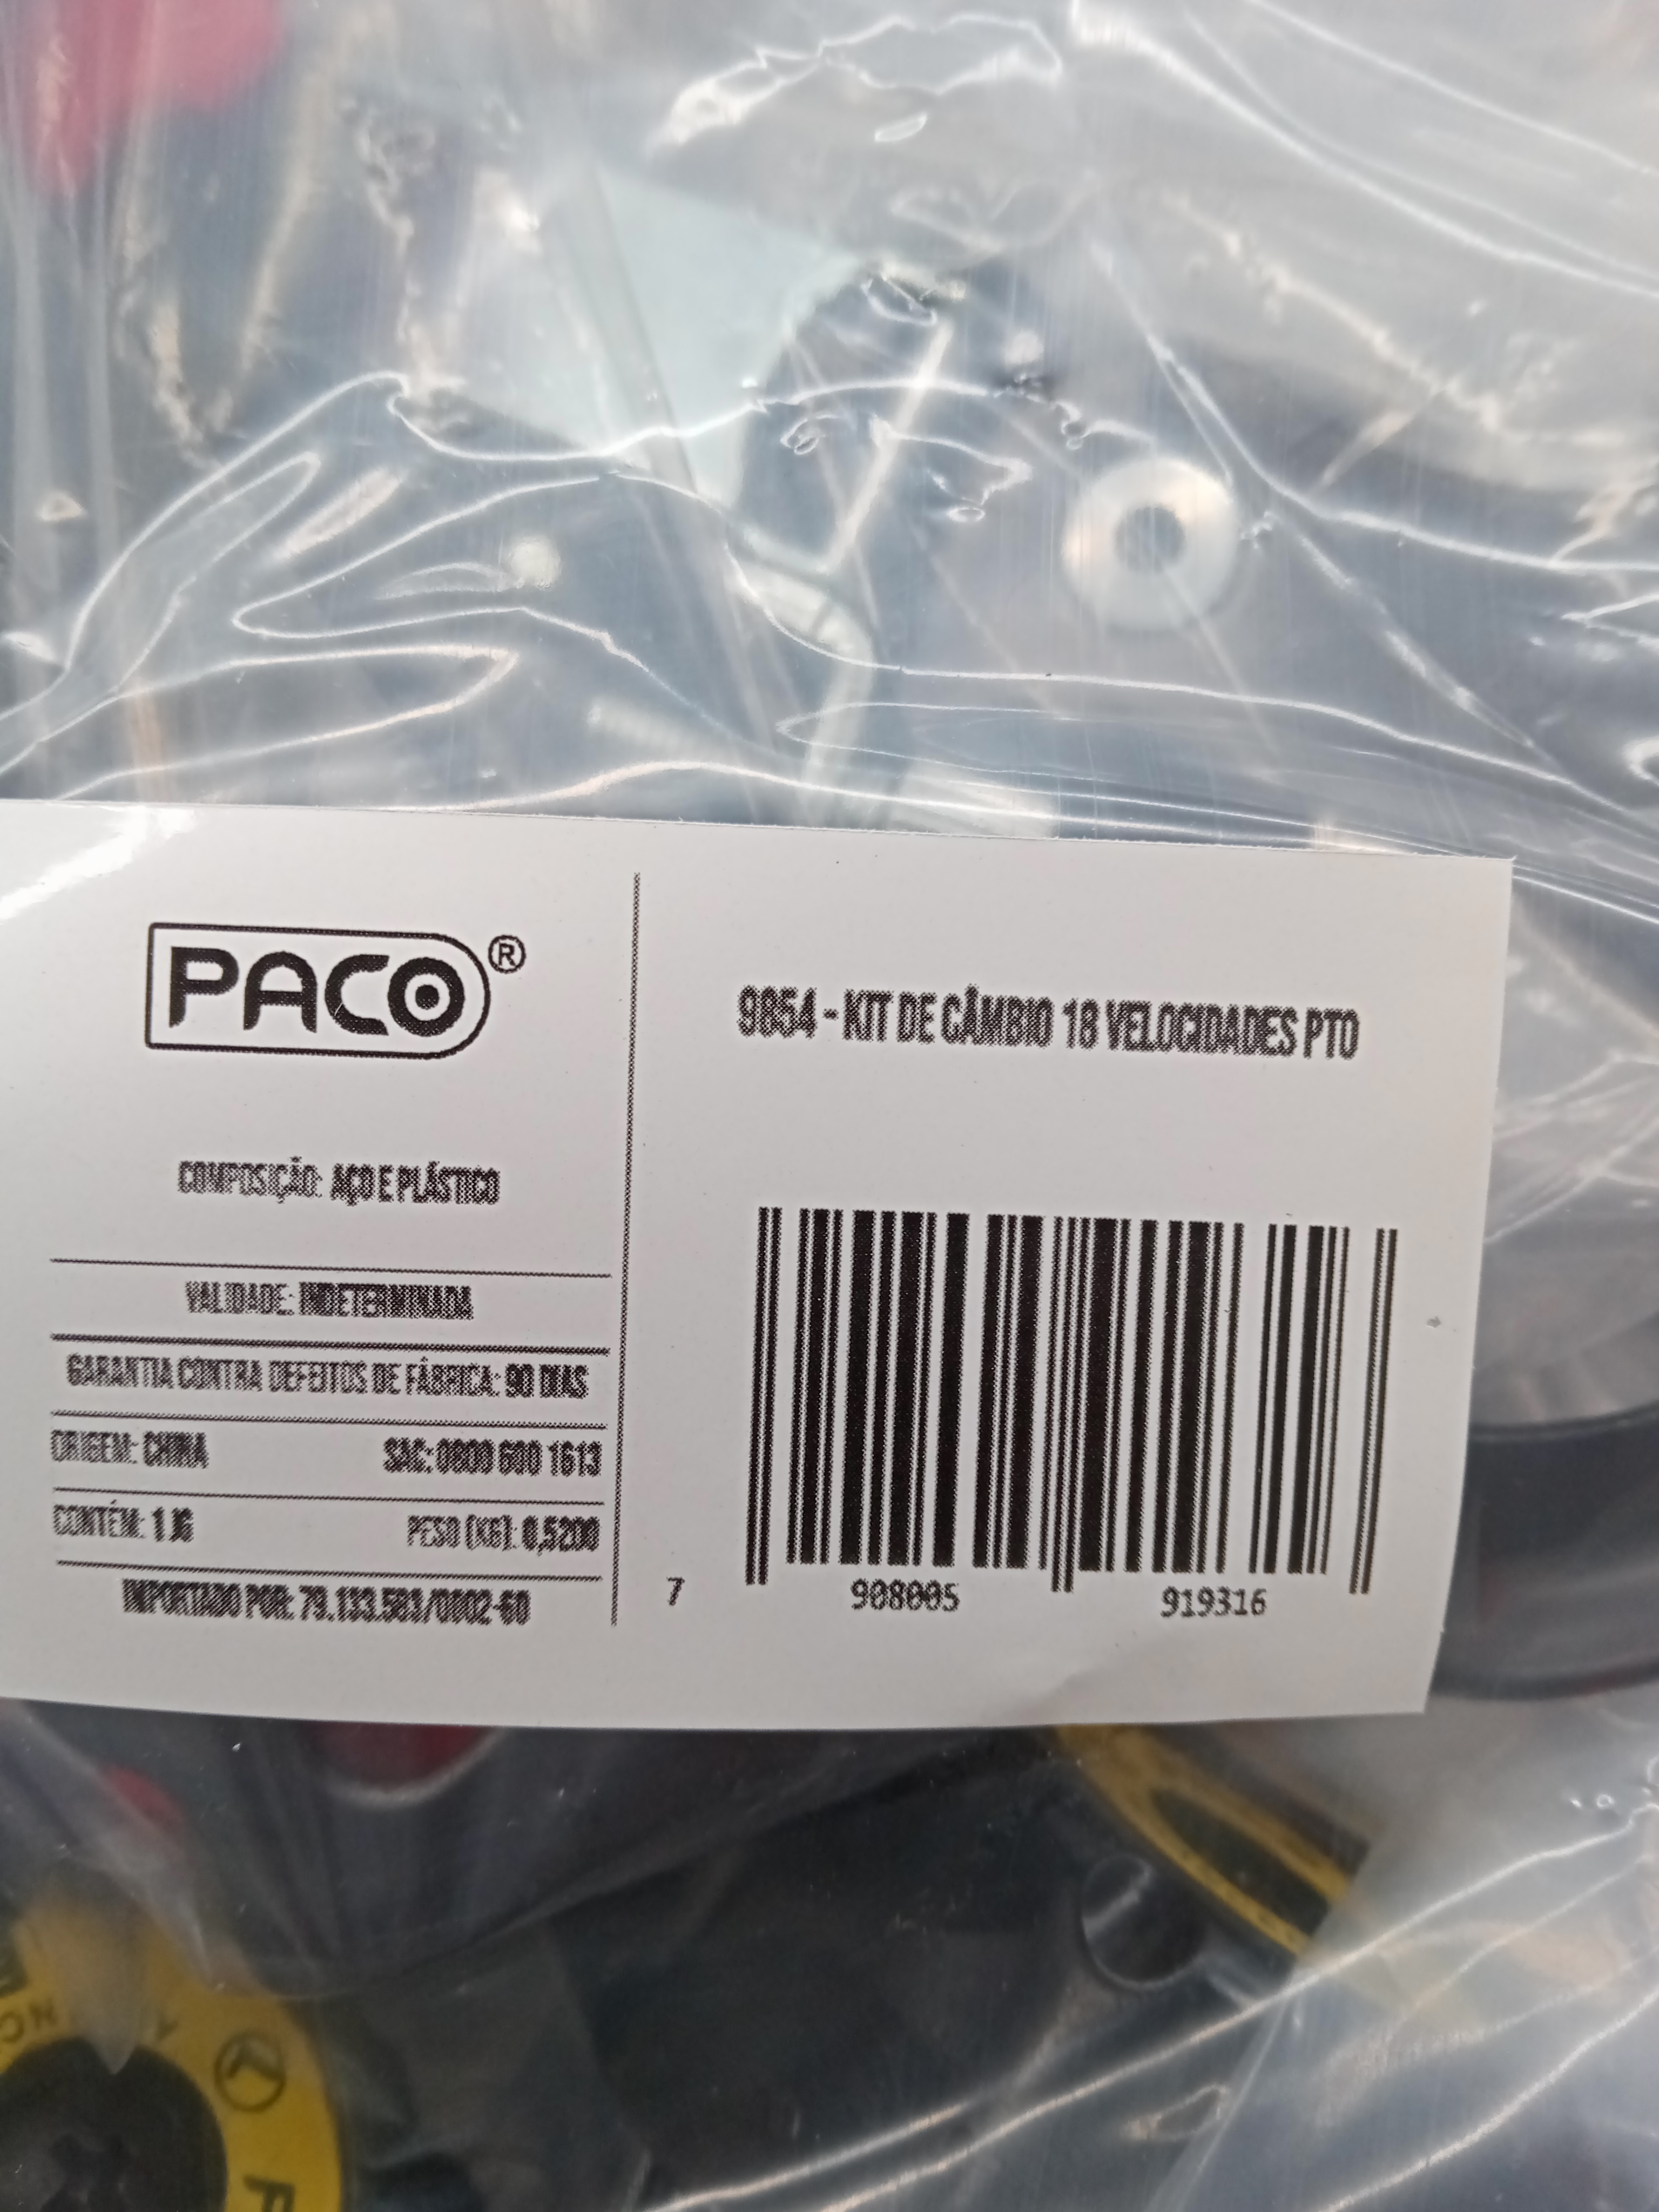 PACO®
COMPOSIÇÃO: AÇO E PLÁSTICO
VALIDADE: INDETERMINADA
GARANTIA CONTRA DEFEITOS DE FÁBRICA: 90 DIAS
ORIGEM: CHINA SAC: 0800 600 1613
CONTÉM: 1 JG PESO (KG): 0,5200
IMPORTADO POR: 79.133.583/0002-60
9854 - KIT DE CÂMBIO 18 VELOCIDADES PTO
7 908005 919316